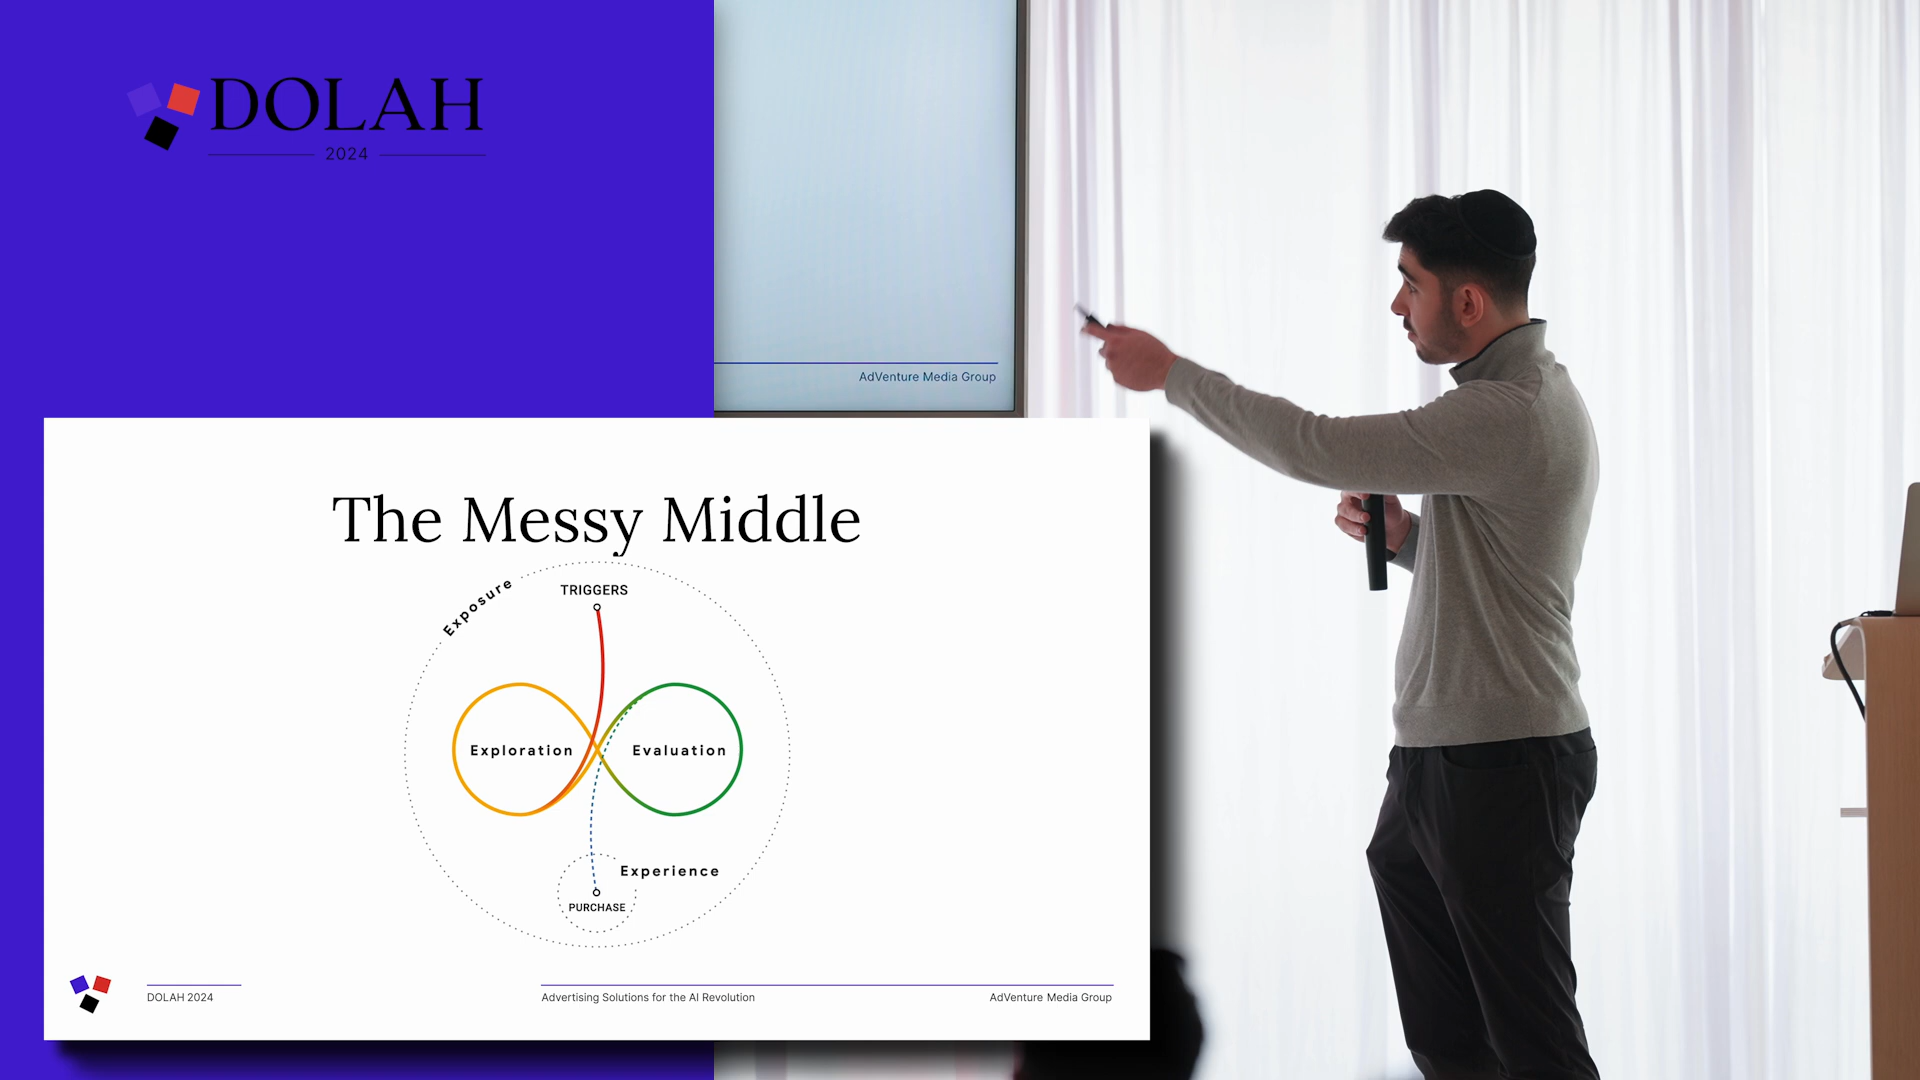 DOLAH
2024
AdVenture Media Group
The Messy Middle
Exposure
TRIGGERS
Exploration
Evaluation
Experience
PURCHASE
DOLAH 2024
Advertising Solutions for the AI Revolution
AdVenture Media Group